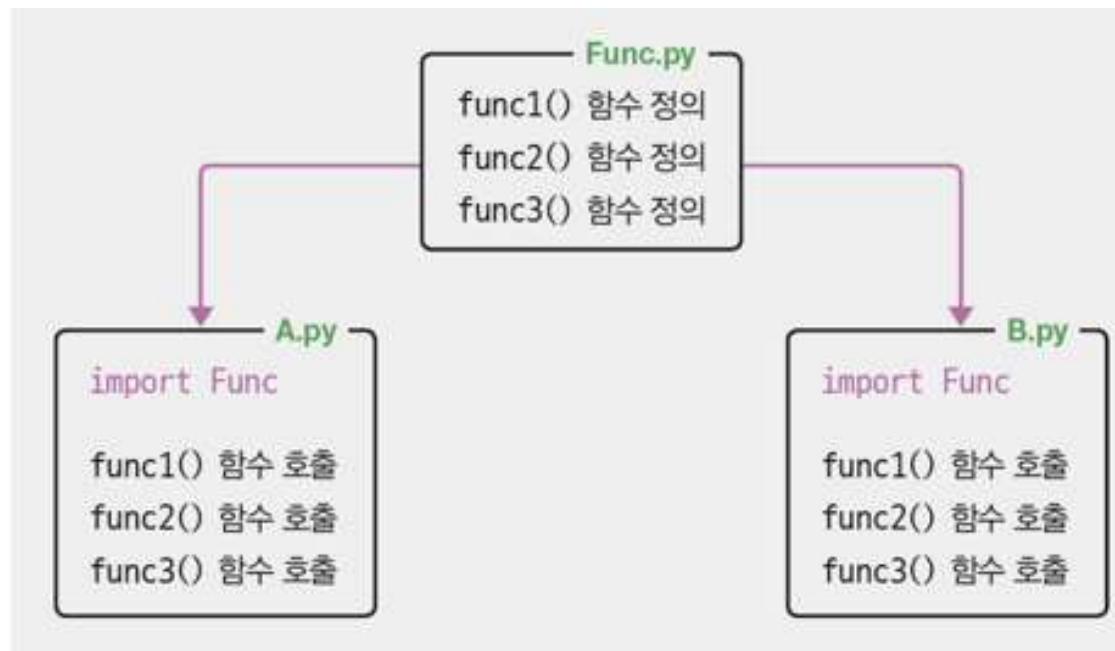 Func.py
func1() 함수 정의
func2() 함수 정의
func3() 함수 정의
A.py
import Func
func1() 함수 호출
func2() 함수 호출
func3() 함수 호출
B.py
import Func
func1() 함수 호출
func2() 함수 호출
func3() 함수 호출